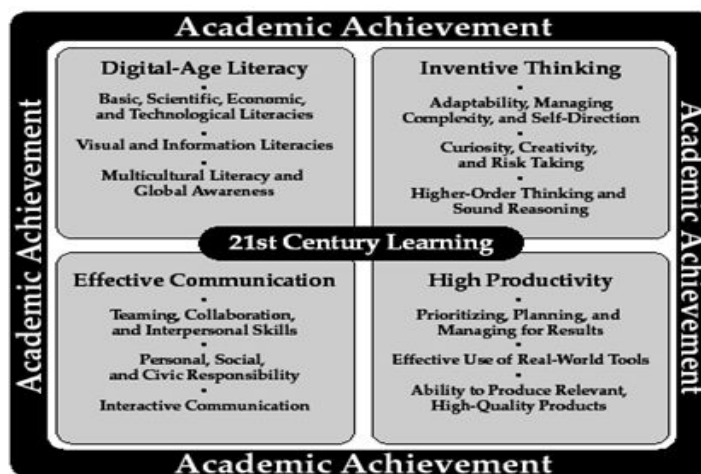 Academic Achievement
Academic Achievement
Digital-Age Literacy
Basic, Scientific, Economic,
and Technological Literacies
Visual and Information Literacies
Multicultural Literacy and
Global Awareness
Inventive Thinking
Adaptability, Managing
Complexity, and Self-Direction
Curiosity, Creativity,
and Risk Taking
Higher-Order Thinking and
Sound Reasoning
Academic Achievement
21st Century Learning
Effective Communication
Teaming, Collaboration,
and Interpersonal Skills
Personal, Social,
and Civic Responsibility
Interactive Communication
High Productivity
Prioritizing, Planning, and
Managing for Results
Effective Use of Real-World Tools
Ability to Produce Relevant,
High-Quality Products
Academic Achievement